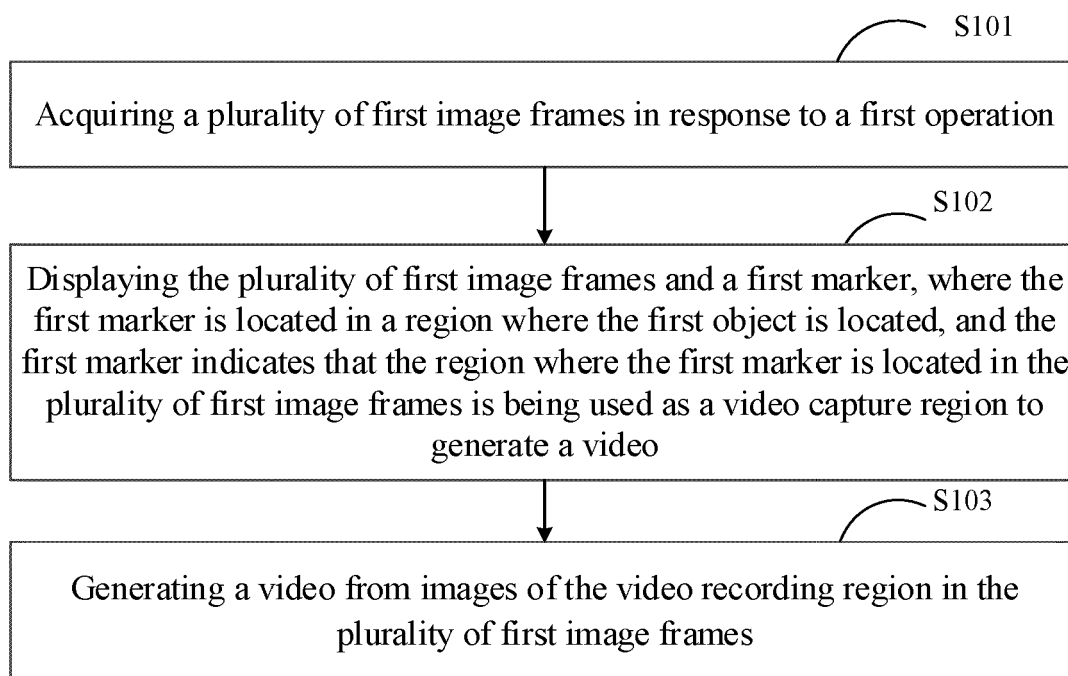 S101
Acquiring a plurality of first image frames in response to a first operation
S102
Displaying the plurality of first image frames and a first marker, where the
first marker is located in a region where the first object is located, and the
first marker indicates that the region where the first marker is located in the
plurality of first image frames is being used as a video capture region to
generate a video
S103
Generating a video from images of the video recording region in the
plurality of first image frames